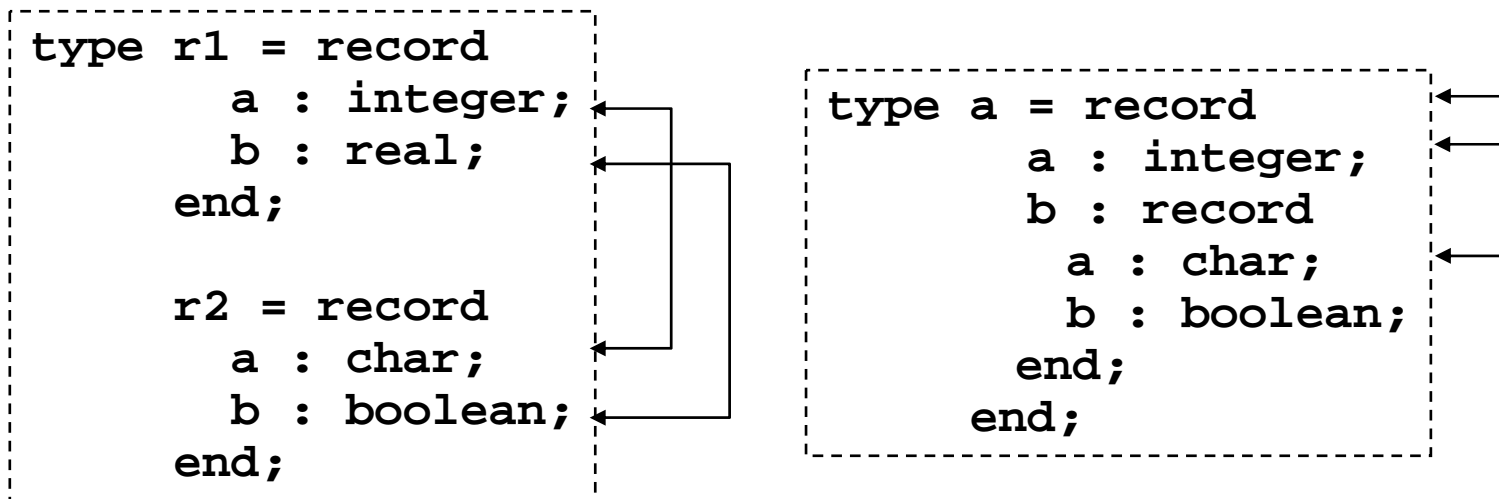 type r1 = record
a : integer;
b : real;
end;
r2 = record
a : char;
b : boolean;
end;
type a = record
a : integer;
b : record
a : char;
b : boolean;
end;
end;